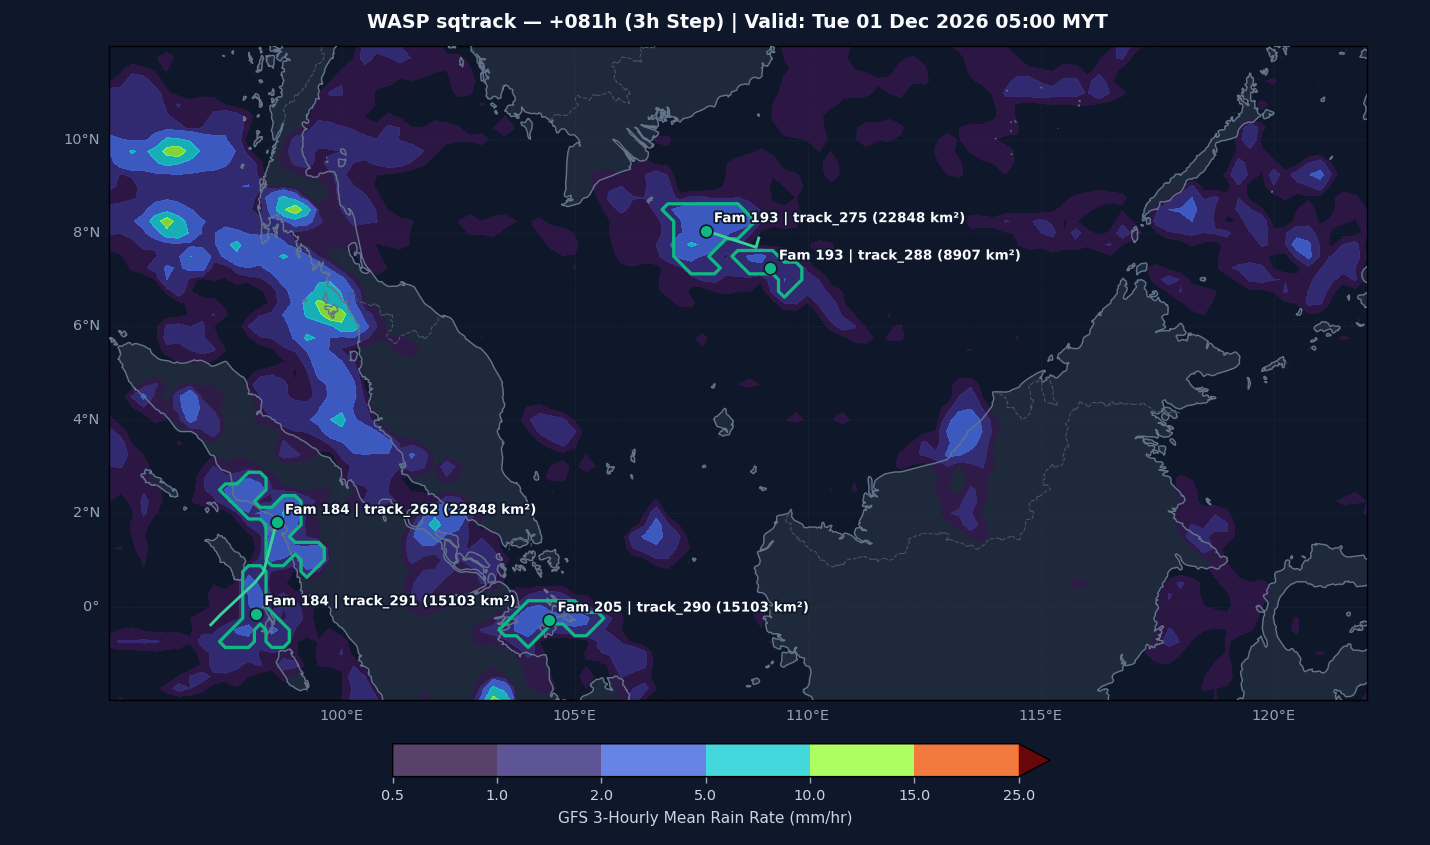 WASP sqtrack — +081h (3h Step) | Valid: Tue 01 Dec 2026 05:00 MYT
10°N
8°N
6°N
4°N
2°N
0°
Fam 193 | track_275 (22848 km²)
Fam 193 | track_288 (8907 km²)
Fam 184 | track_262 (22848 km²)
Fam 184 | track_291 (15103 km²)
Fam 205 | track_290 (15103 km²)
100°E 105°E 110°E 115°E 120°E
0.5 1.0 2.0 5.0 10.0 15.0 25.0
GFS 3-Hourly Mean Rain Rate (mm/hr)